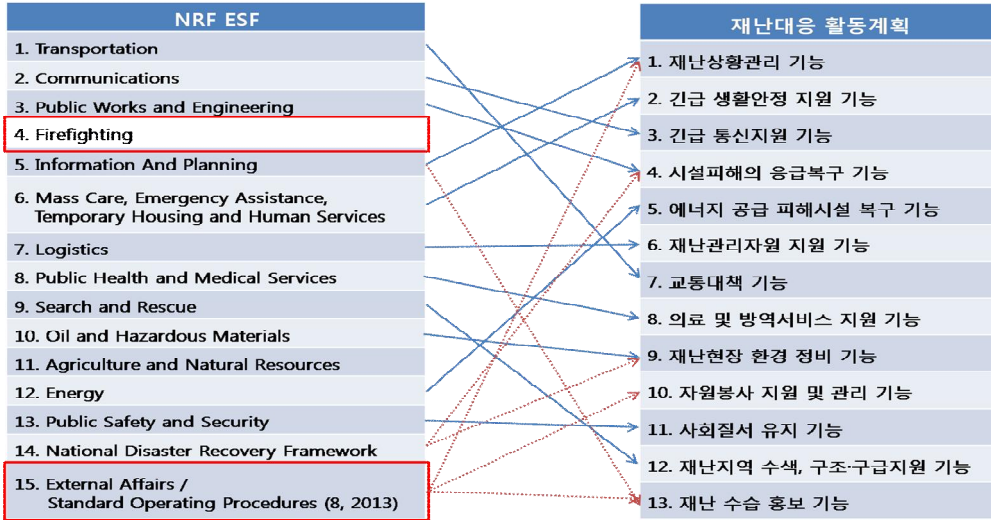 NRF ESF
1. Transportation
2. Communications
3. Public Works and Engineering
4. Firefighting
5. Information And Planning
6. Mass Care, Emergency Assistance,
Temporary Housing and Human Services
7. Logistics
8. Public Health and Medical Services
9. Search and Rescue
10. Oil and Hazardous Materials
11. Agriculture and Natural Resources
12. Energy
13. Public Safety and Security
14. National Disaster Recovery Framework
15. External Affairs /
Standard Operating Procedures (8, 2013)
재난대응 활동계획
1. 재난상황관리 기능
2. 긴급 생활안정 지원 기능
3. 긴급 통신지원 기능
4. 시설피해의 응급복구 기능
5. 에너지 공급 피해시설 복구 기능
6. 재난관리자원 지원 기능
7. 교통대책 기능
8. 의료 및 방역서비스 지원 기능
9. 재난현장 환경 정비 기능
10. 자원봉사 지원 및 관리 기능
11. 사회질서 유지 기능
12. 재난지역 수색, 구조·구급지원 기능
13. 재난 수습 홍보 기능